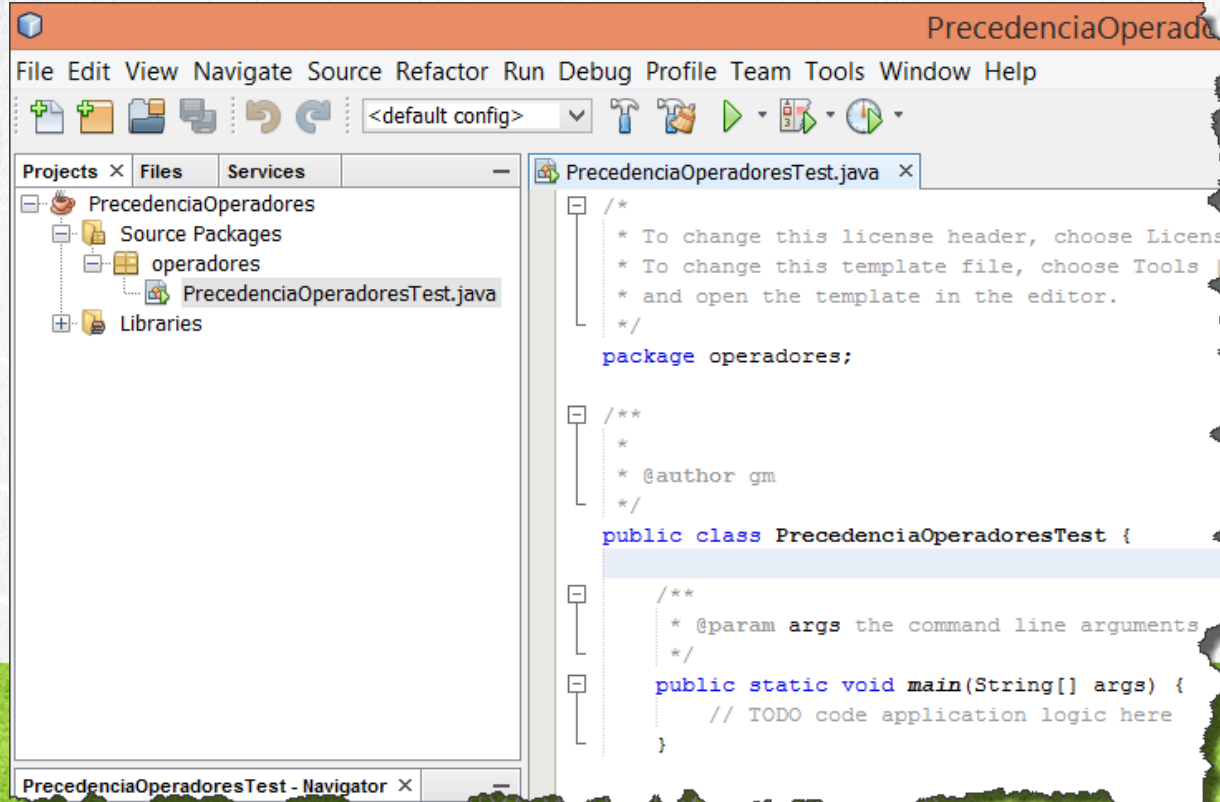 PrecedenciaOperado
File Edit View Navigate Source Refactor Run Debug Profile Team Tools Window Help
<default config>
Projects Files Services
PrecedenciaOperadores
Source Packages
operadores
PrecedenciaOperadoresTest.java
Libraries
PrecedenciaOperadoresTest - Navigator
PrecedenciaOperadoresTest.java
/*
* To change this license header, choose Licens
* To change this template file, choose Tools
* and open the template in the editor.
*/
package operadores;
/**
*
* @author gm
*/
public class PrecedenciaOperadoresTest {
/**
* @param args the command line arguments
*/
public static void main(String[] args) {
// TODO code application logic here
}